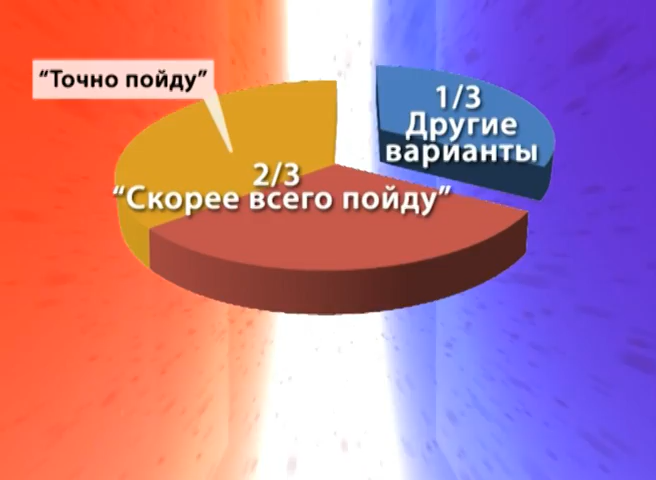 “Точно пойду”
1/3
Другие
варианты
2/3
“Скорее всего пойду”